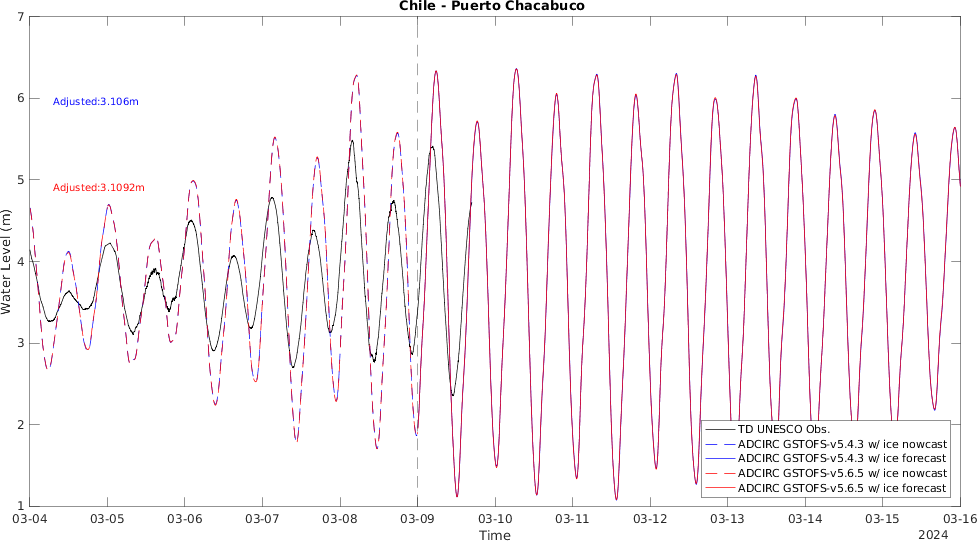 Chile - Puerto Chacabuco
7
6
5
4
3
2
1
Water Level (m)
Adjusted:3.106m
Adjusted:3.1092m
TD UNESCO Obs.
ADCIRC GSTOFS-v5.4.3 w/ ice nowcast
ADCIRC GSTOFS-v5.4.3 w/ ice forecast
ADCIRC GSTOFS-v5.6.5 w/ ice nowcast
ADCIRC GSTOFS-v5.6.5 w/ ice forecast
03-04 03-05 03-06 03-07 03-08 03-09 03-10 03-11 03-12 03-13 03-14 03-15 03-16
Time
2024